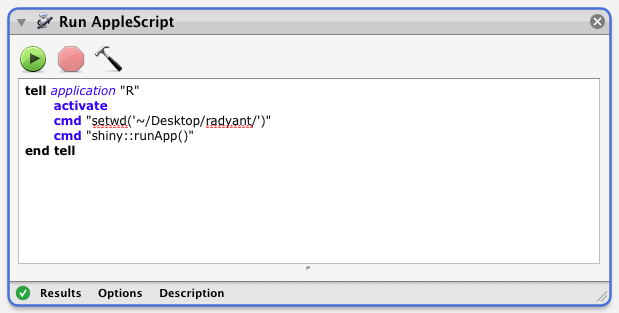 Run AppleScript
tell application "R"
activate
cmd "setwd('~/Desktop/radyant/')"
cmd "shiny::runApp()"
end tell
Results Options Description